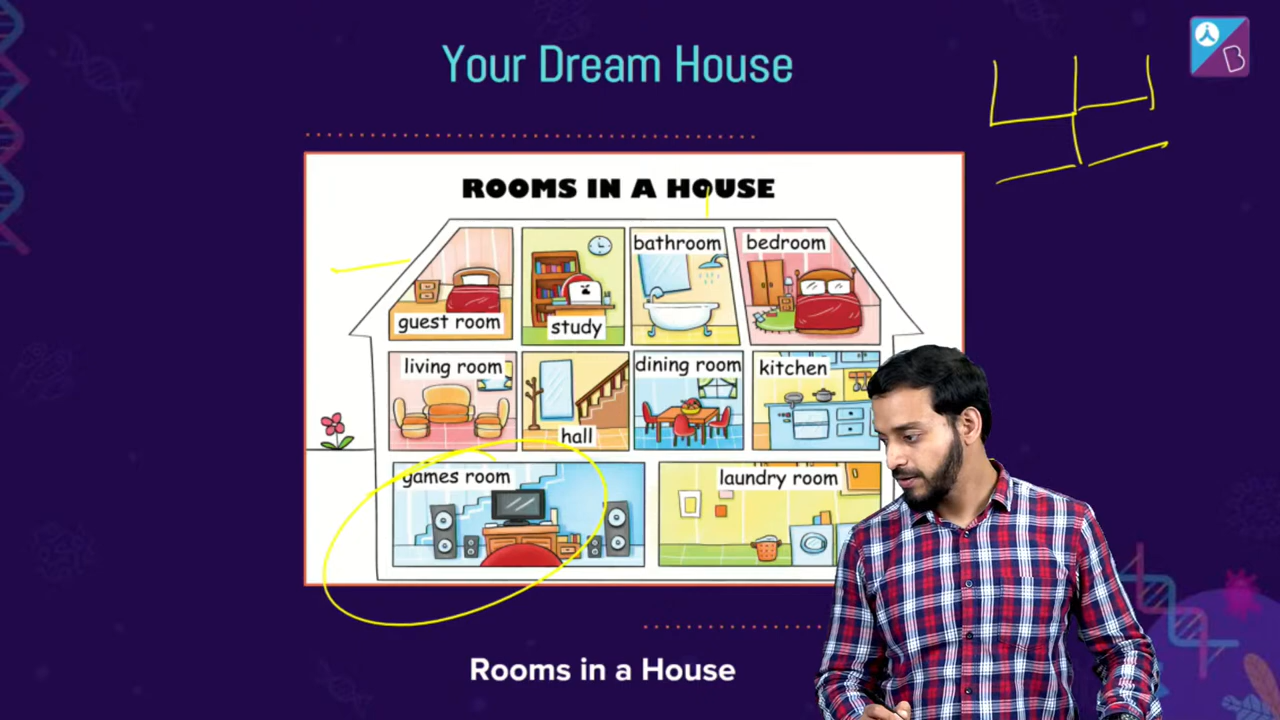 Your Dream House
B
ROOMS IN A HOUSE
guest room
study
bathroom
bedroom
living room
hall
dining room
kitchen
games room
laundry room
Rooms in a House